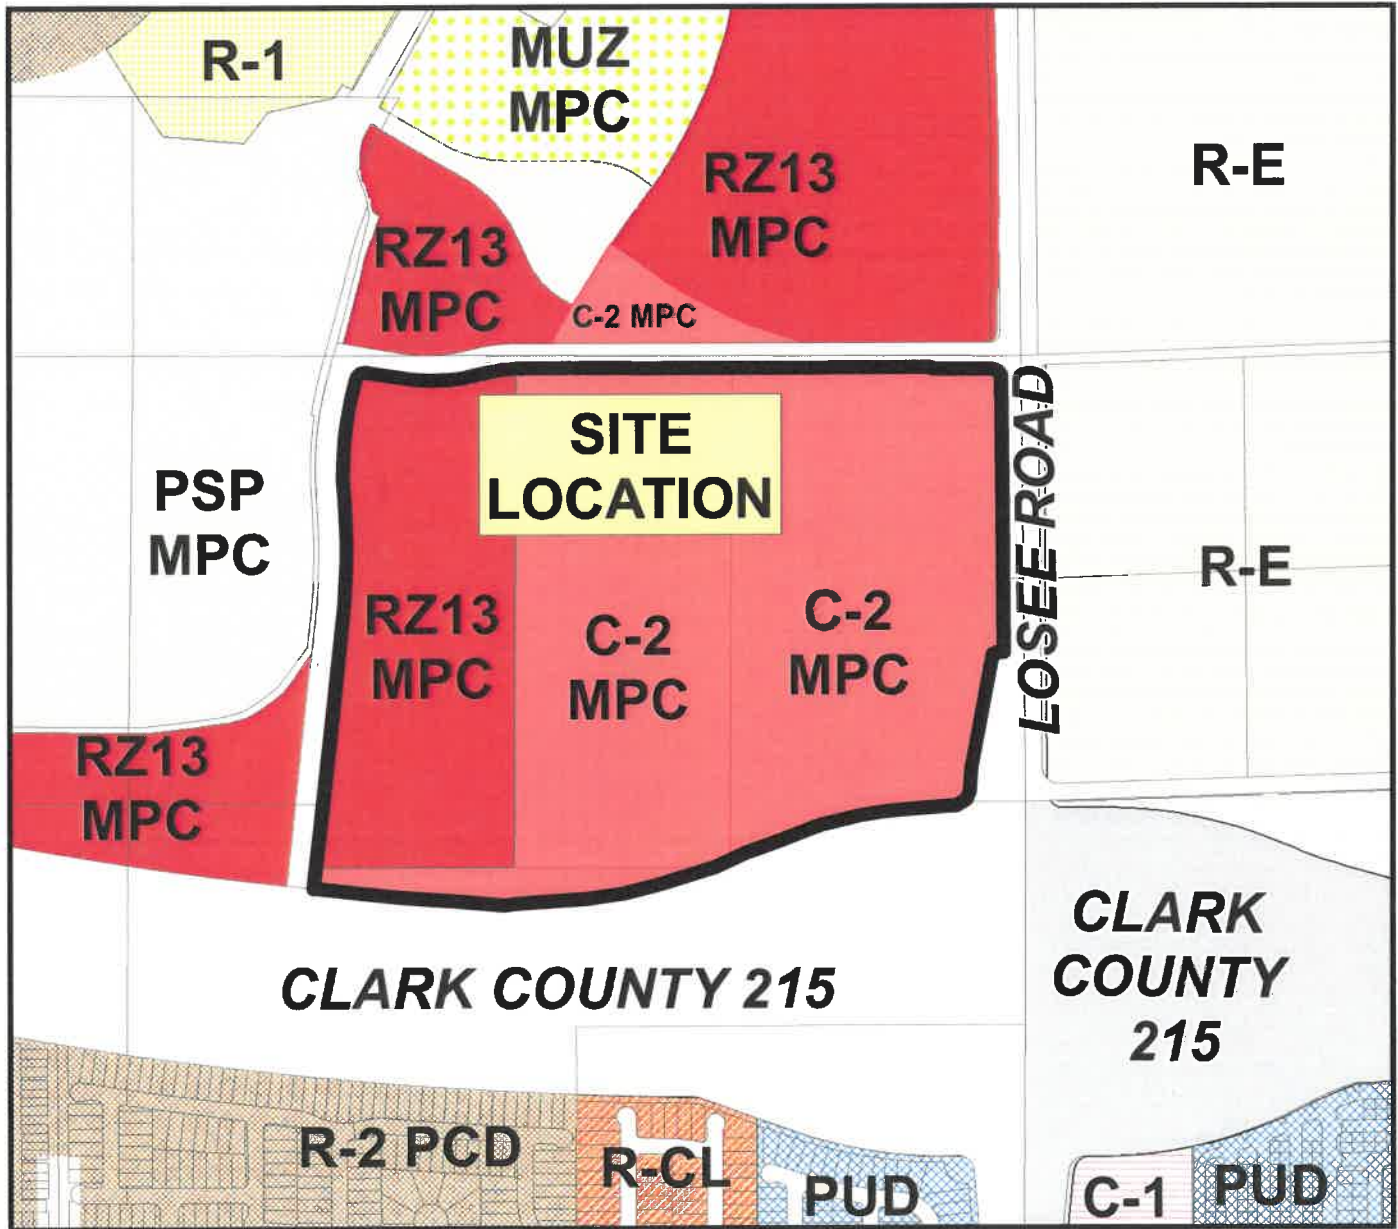 R-1
MUZ
MPC
RZ13
MPC
R-E
RZ13
MPC
C-2 MPC
SITE
LOCATION
LOSEE ROAD
PSP
MPC
R-E
RZ13
MPC
C-2
MPC
C-2
MPC
RZ13
MPC
CLARK COUNTY 215
CLARK
COUNTY
215
R-2 PCD
R-CL
PUD
C-1
PUD